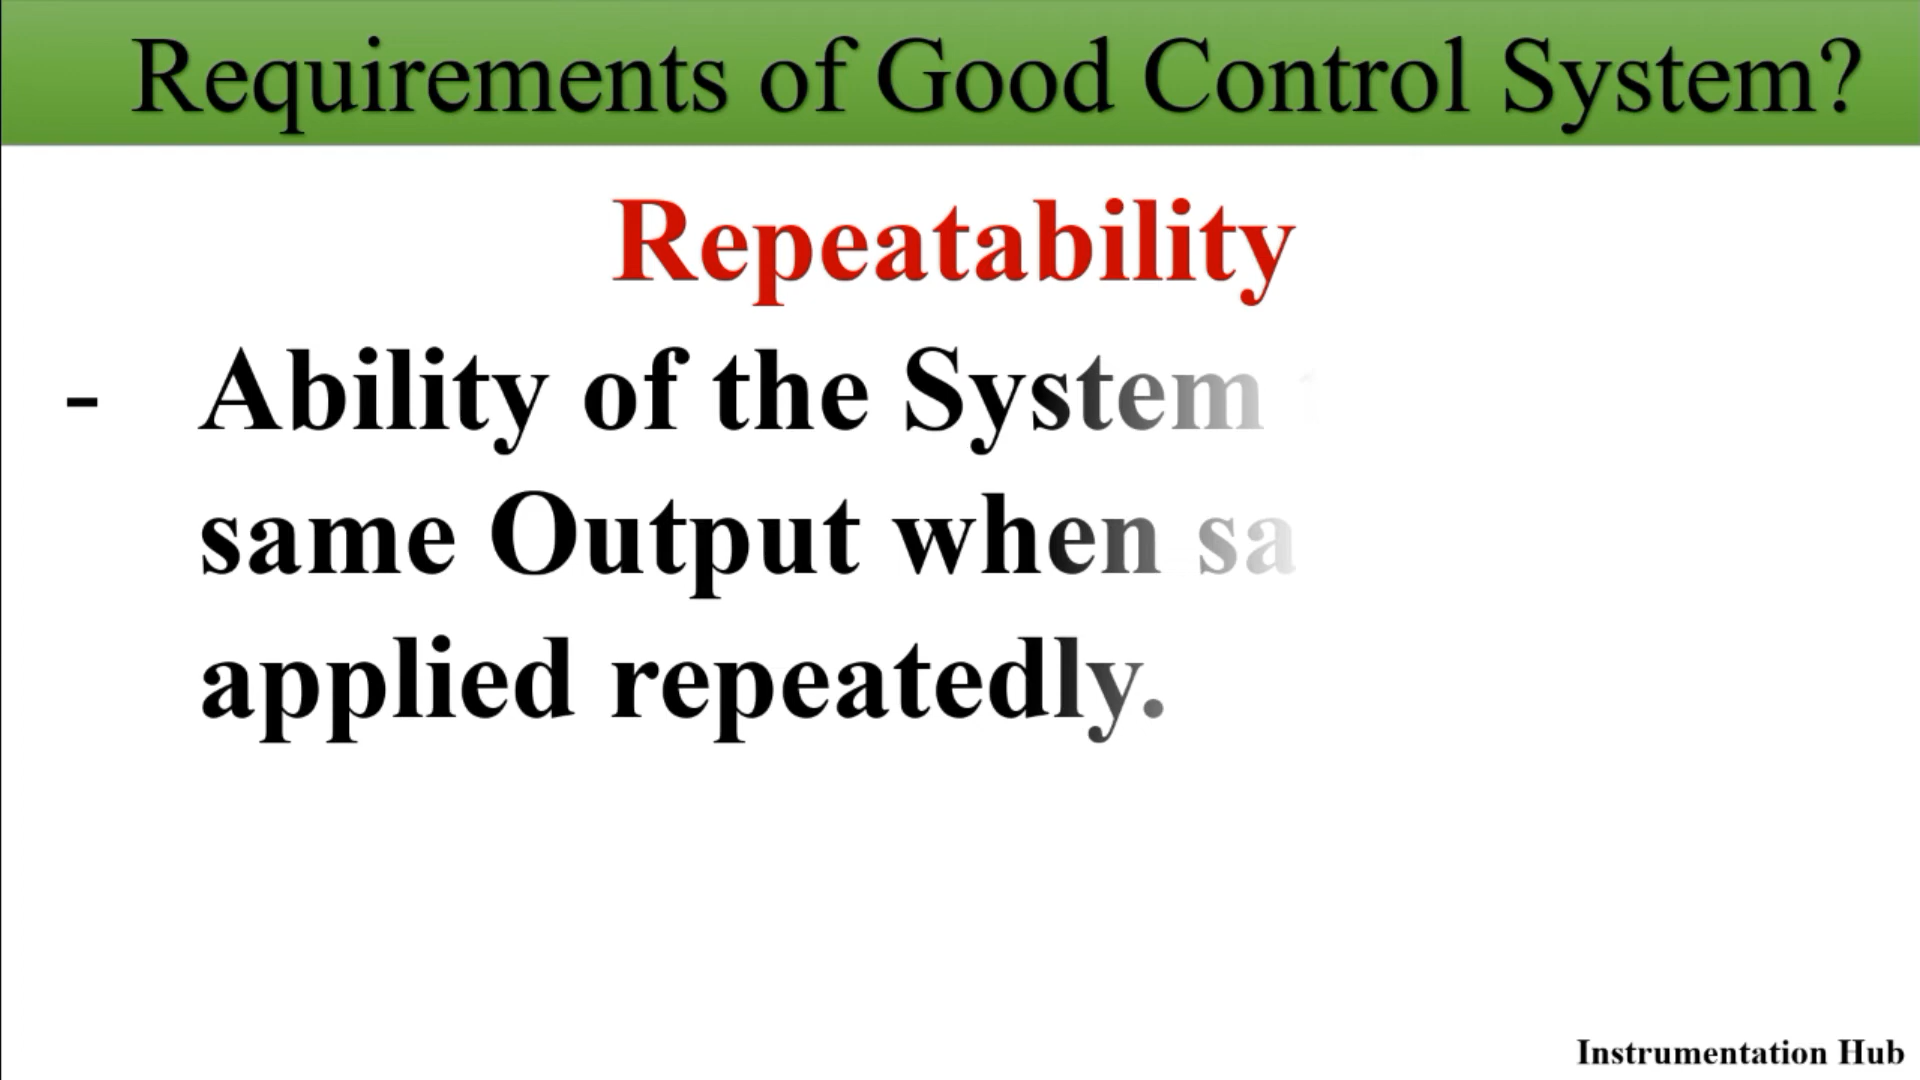 Requirements of Good Control System?
Repeatability
- Ability of the System
same Output when sa
applied repeatedly.
Instrumentation Hub